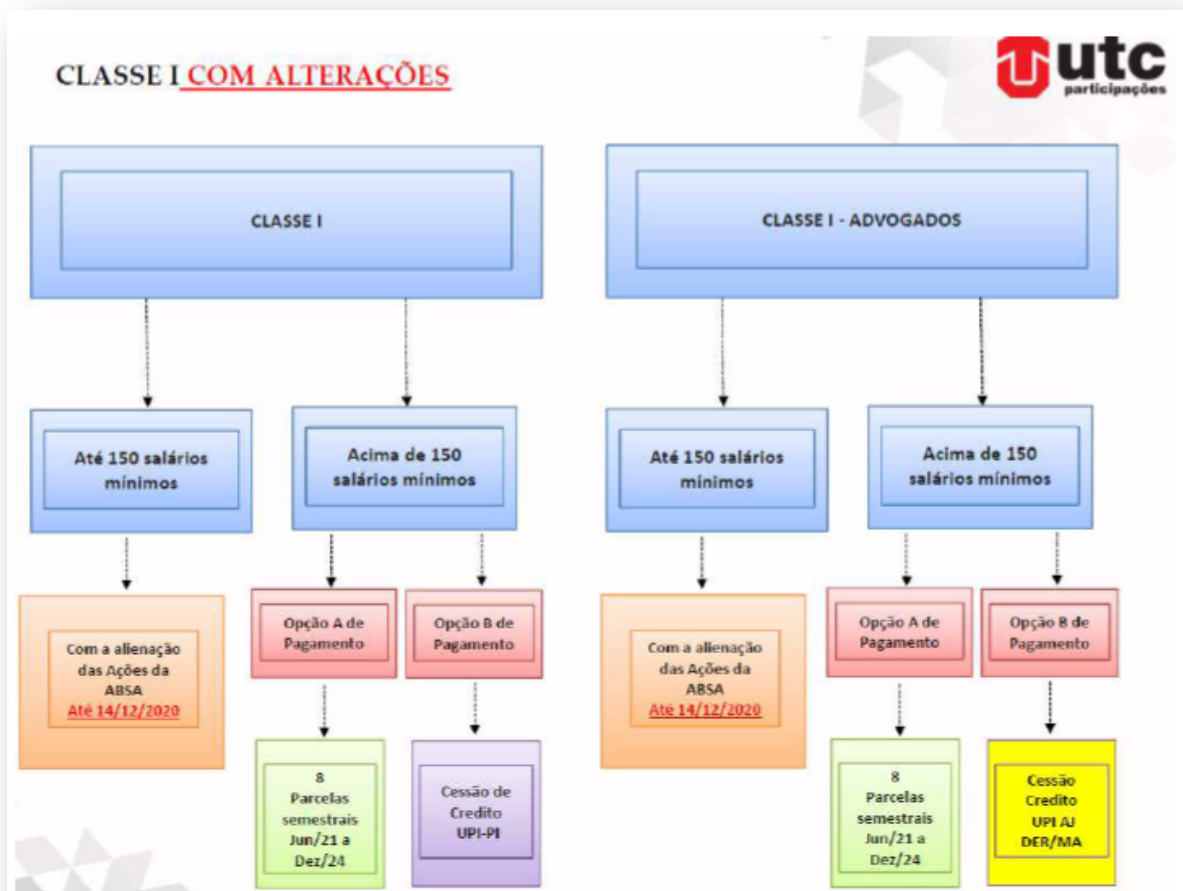 CLASSE I COM ALTERAÇÕES
utc
participações
CLASSE I
Até 150 salários
mínimos
Acima de 150
salários mínimos
Com a alienação
das Ações da
ABSA
Até 14/12/2020
Opção A de
Pagamento
Opção B de
Pagamento
8
Parcelas
semestrais
Jun/21 a
Dez/24
Cessão de
Credito
UPI-PI
CLASSE I - ADVOGADOS
Até 150 salários
mínimos
Acima de 150
salários mínimos
Com a alienação
das Ações da
ABSA
Até 14/12/2020
Opção A de
Pagamento
Opção B de
Pagamento
8
Parcelas
semestrais
Jun/21 a
Dez/24
Cessão
Credito
UPI AJ
DER/MA